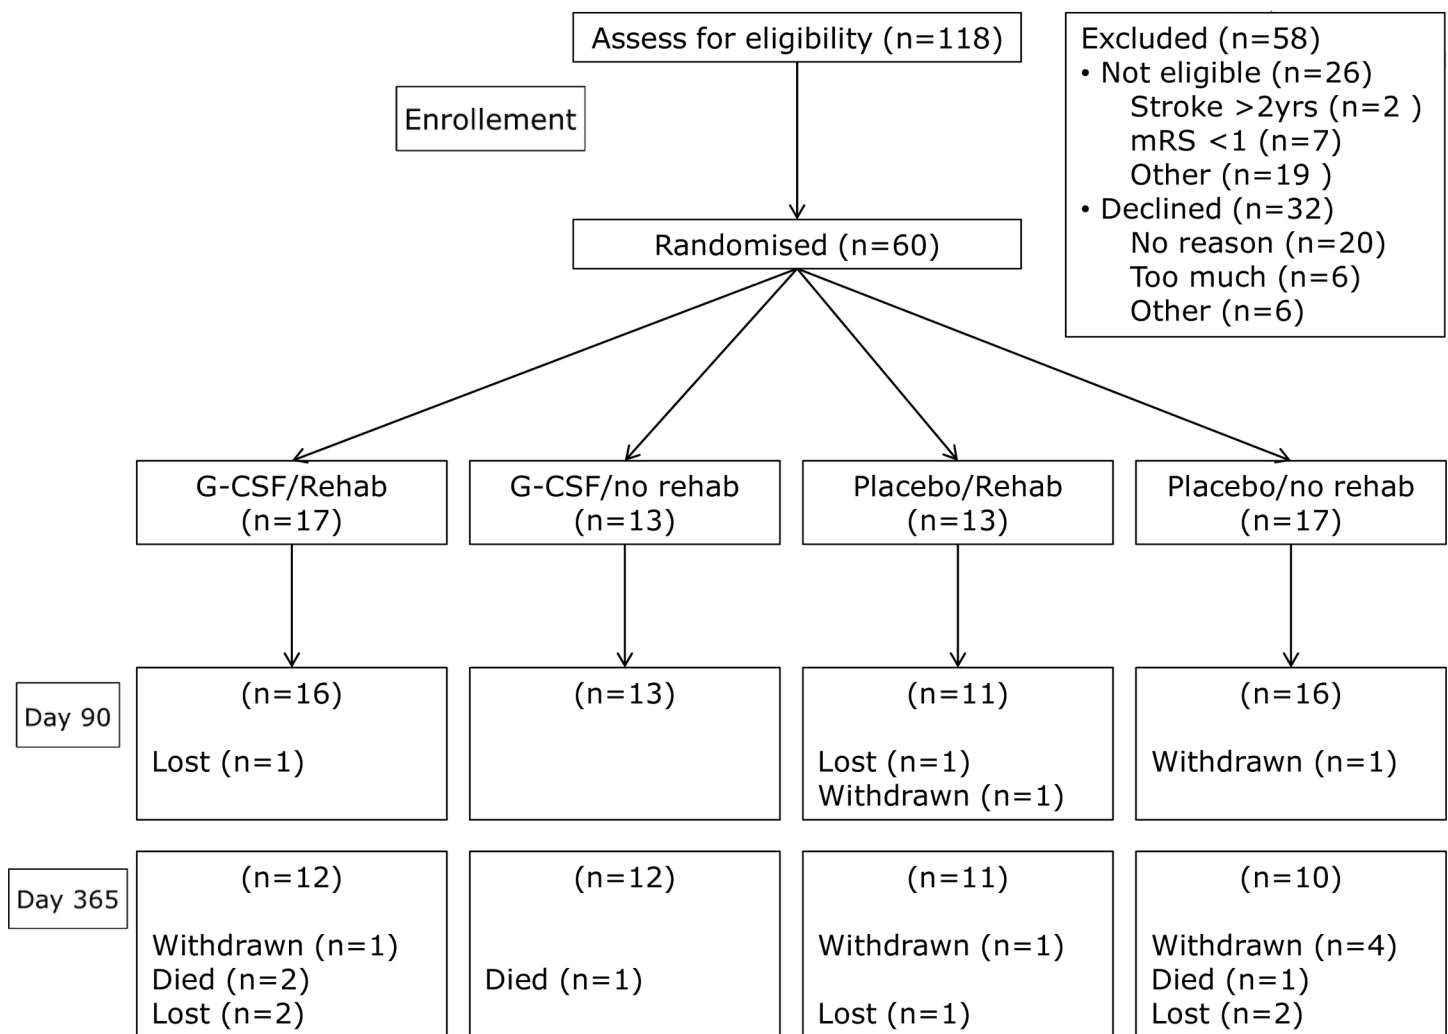 Assess for eligibility (n=118)
Excluded (n=58)
• Not eligible (n=26)
Stroke >2yrs (n=2 )
mRS <1 (n=7)
Other (n=19 )
• Declined (n=32)
No reason (n=20)
Too much (n=6)
Other (n=6)
Enrollement
Randomised (n=60)
G-CSF/Rehab
(n=17)
G-CSF/no rehab
(n=13)
Placebo/Rehab
(n=13)
Placebo/no rehab
(n=17)
Day 90
(n=16)
Lost (n=1)
(n=13)
(n=11)
Lost (n=1)
Withdrawn (n=1)
(n=16)
Withdrawn (n=1)
Day 365
(n=12)
Withdrawn (n=1)
Died (n=2)
Lost (n=2)
(n=12)
Died (n=1)
(n=11)
Withdrawn (n=1)
Lost (n=1)
(n=10)
Withdrawn (n=4)
Died (n=1)
Lost (n=2)